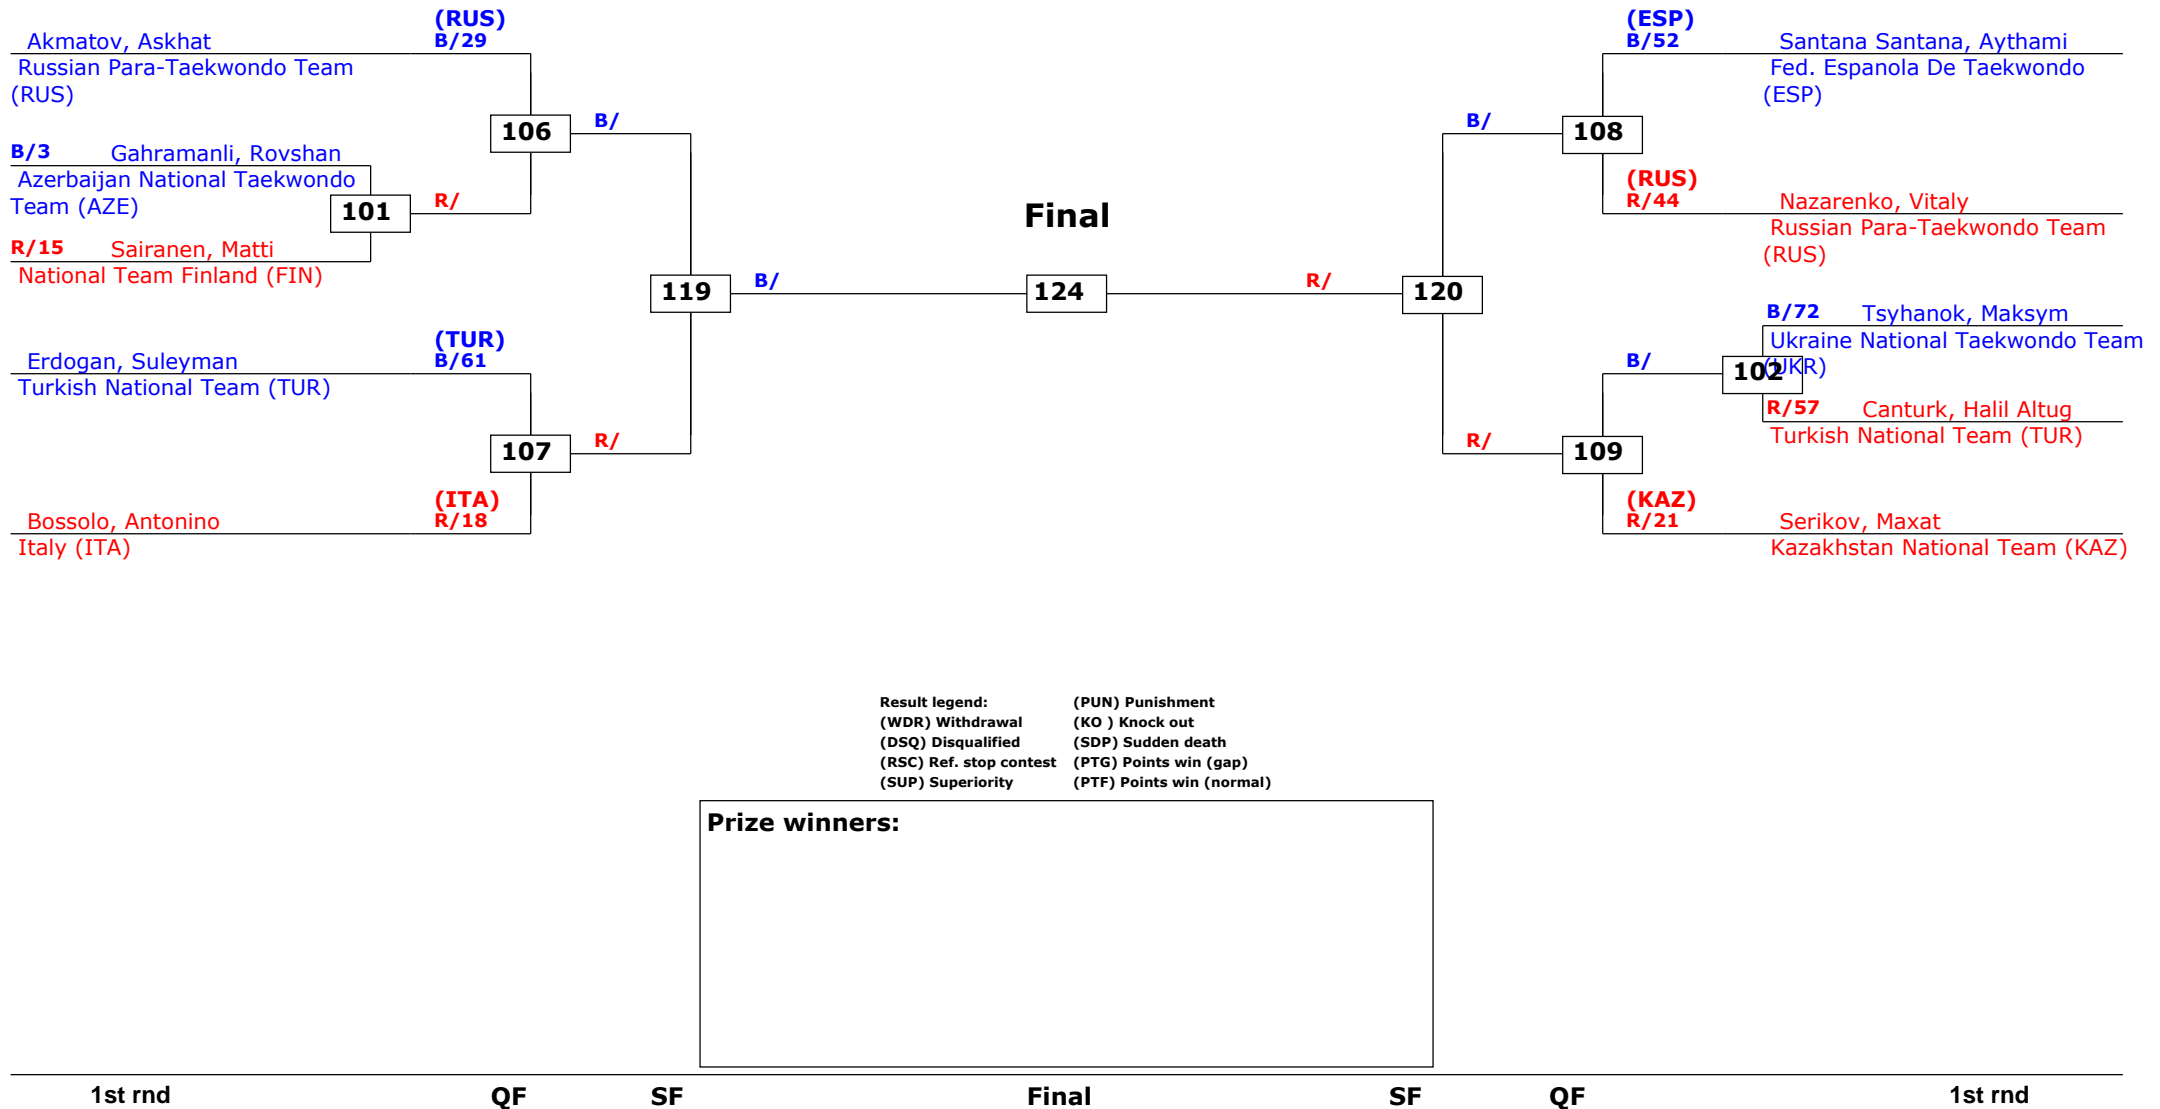 (RUS)
Akmatov, Askhat
B/29
Russian Para-Taekwondo Team
(RUS)
106
B/
B/3
Gahramanli, Rovshan
Azerbaijan National Taekwondo
Team (AZE)
101
R/
R/15
Sairanen, Matti
National Team Finland (FIN)
119
B/
(TUR)
Erdogan, Suleyman
B/61
Turkish National Team (TUR)
107
R/
(ITA)
Bossolo, Antonino
R/18
Italy (ITA)
Final
124
(ESP)
B/52
Santana Santana, Aythami
Fed. Espanola De Taekwondo
(ESP)
B/
108
(RUS)
R/44
Nazarenko, Vitaly
Russian Para-Taekwondo Team
(RUS)
R/
120
B/72
Tsyhanok, Maksym
Ukraine National Taekwondo Team
(UKR)
B/
102
R/57
Canturk, Halil Altug
Turkish National Team (TUR)
R/
109
(KAZ)
R/21
Serikov, Maxat
Kazakhstan National Team (KAZ)
Result legend:
(WDR) Withdrawal
(DSQ) Disqualified
(RSC) Ref. stop contest
(SUP) Superiority
(PUN) Punishment
(KO ) Knock out
(SDP) Sudden death
(PTG) Points win (gap)
(PTF) Points win (normal)
Prize winners:
1st rnd
QF
SF
Final
SF
QF
1st rnd